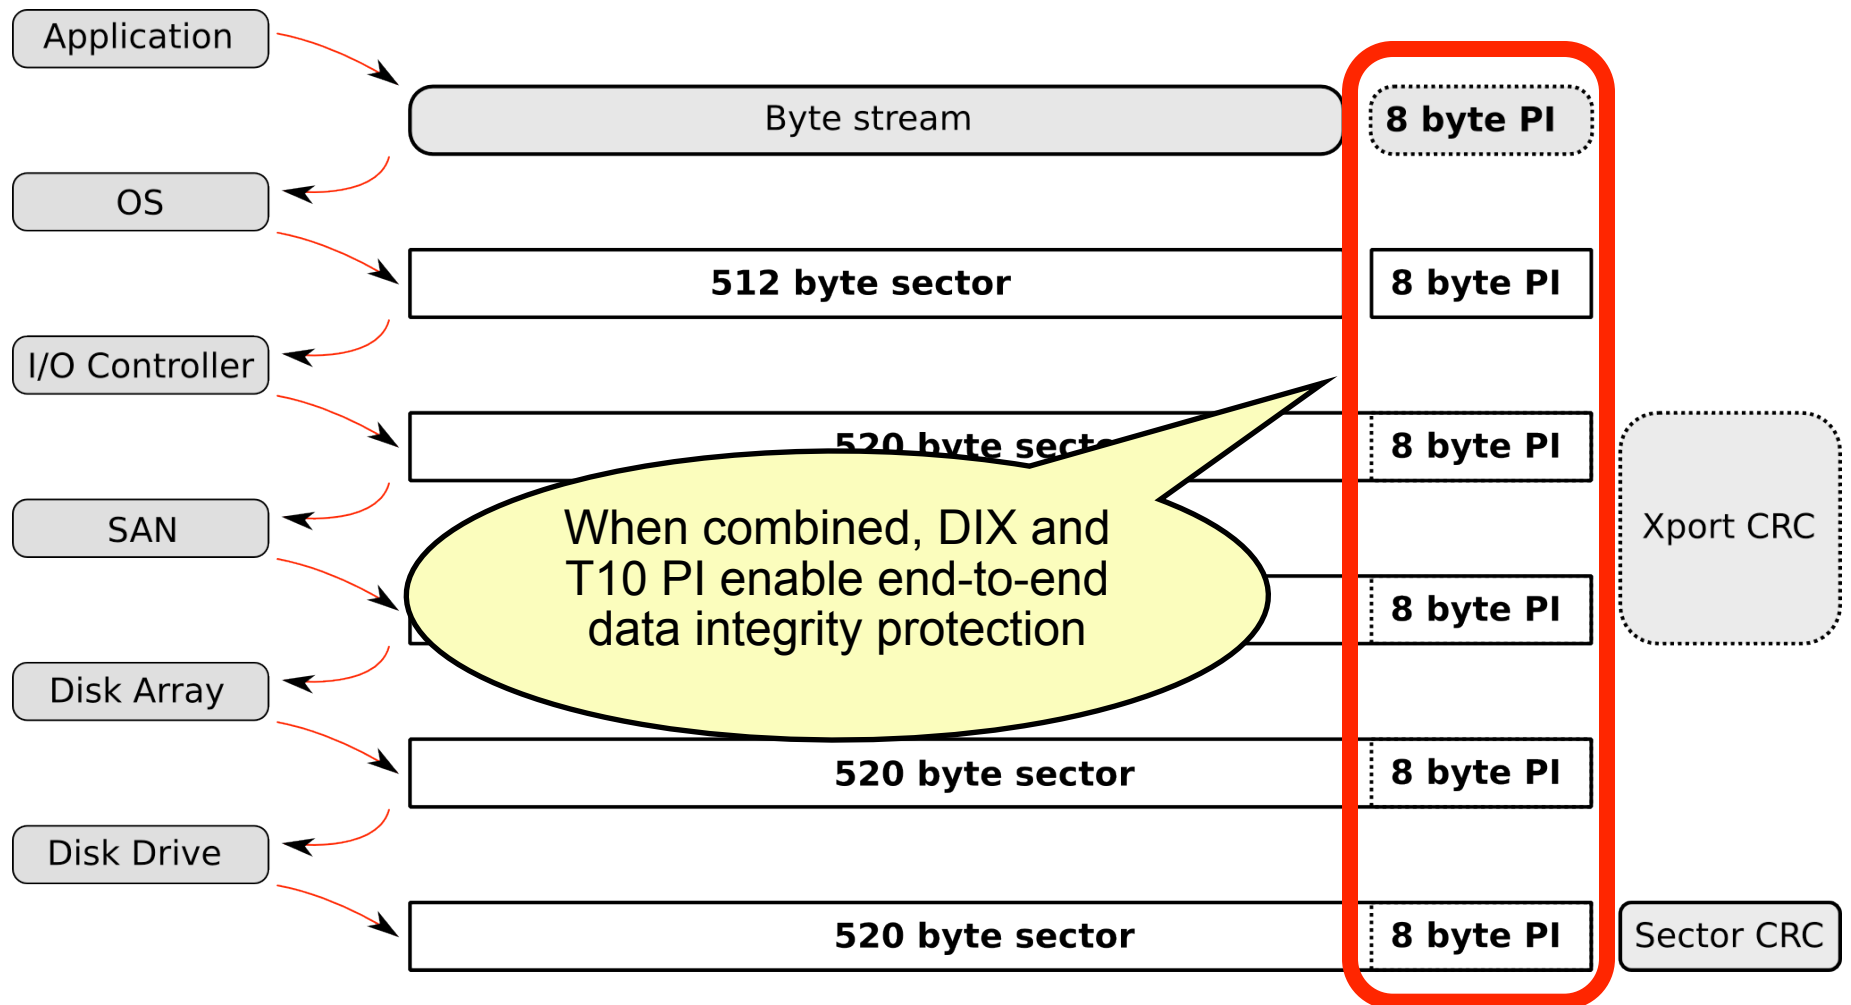 Application
Byte stream
8 byte PI
OS
512 byte sector
8 byte PI
I/O Controller
520 byte
8 byte PI
Xport CRC
SAN
When combined, DIX and
T10 PI enable end-to-end
data integrity protection
8 byte PI
Disk Array
520 byte sector
8 byte PI
Disk Drive
520 byte sector
8 byte PI
Sector CRC